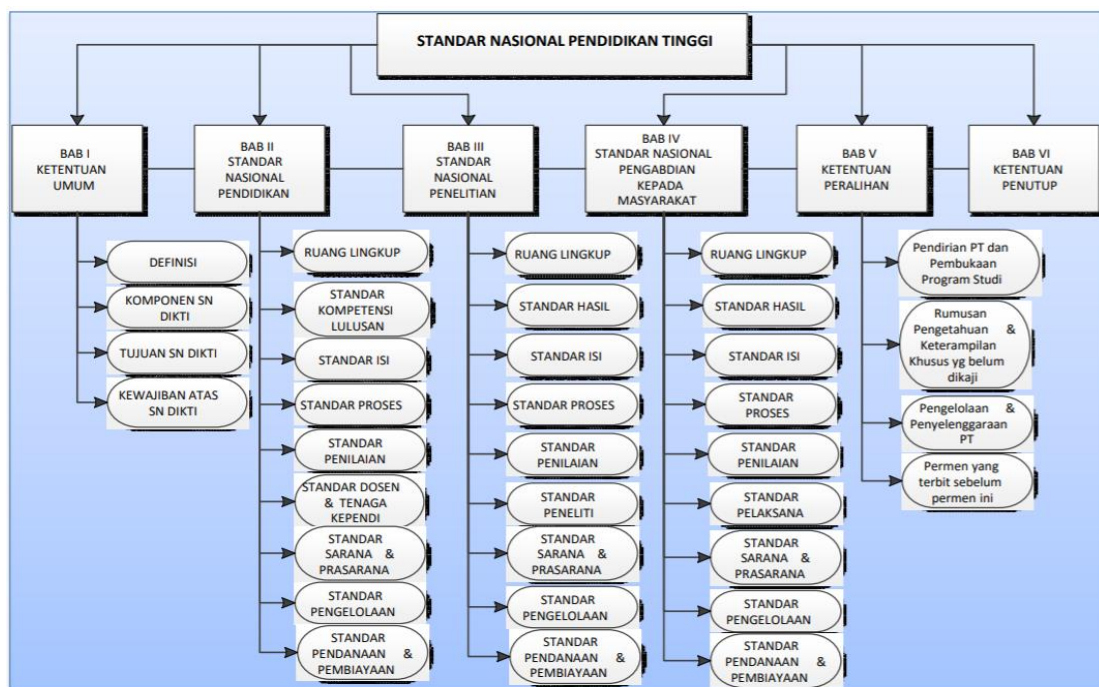 STANDAR NASIONAL PENDIDIKAN TINGGI
BAB I
KETENTUAN
UMUM
BAB II
STANDAR
NASIONAL
PENDIDIKAN
BAB III
STANDAR
NASIONAL
PENELITIAN
BAB IV
STANDAR NASIONAL
PENGABDIAN
KEPADA
MASYARAKAT
BAB V
KETENTUAN
PERALIHAN
BAB VI
KETENTUAN
PENUTUP
DEFINISI
KOMPONEN SN
DIKTI
TUJUAN SN DIKTI
KEWAJIBAN ATAS
SN DIKTI
RUANG LINGKUP
STANDAR
KOMPETENSI
LULUSAN
STANDAR ISI
STANDAR PROSES
STANDAR
PENILAIAN
STANDAR DOSEN
& TENAGA
KEPENDI
STANDAR
SARANA &
PRASARANA
STANDAR
PENGELOLAAN
STANDAR
PENDANAAN &
PEMBIAYAAN
RUANG LINGKUP
STANDAR HASIL
STANDAR ISI
STANDAR PROSES
STANDAR
PENILAIAN
STANDAR
PENELITI
STANDAR
SARANA &
PRASARANA
STANDAR
PENGELOLAAN
STANDAR
PENDANAAN &
PEMBIAYAAN
RUANG LINGKUP
STANDAR HASIL
STANDAR ISI
STANDAR
PROSES
STANDAR
PENILAIAN
STANDAR
PELAKSANA
STANDAR
SARANA &
PRASARANA
STANDAR
PENGELOLAAN
STANDAR
PENDANAAN &
PEMBIAYAAN
Pendirian PT dan
Pembukaan
Program Studi
Rumusan
Pengetahuan &
Keterampilan
Khusus yg belum
dikaji
Pengelolaan &
Penyelenggaraan
PT
Permen yang
terbit sebelum
permen ini